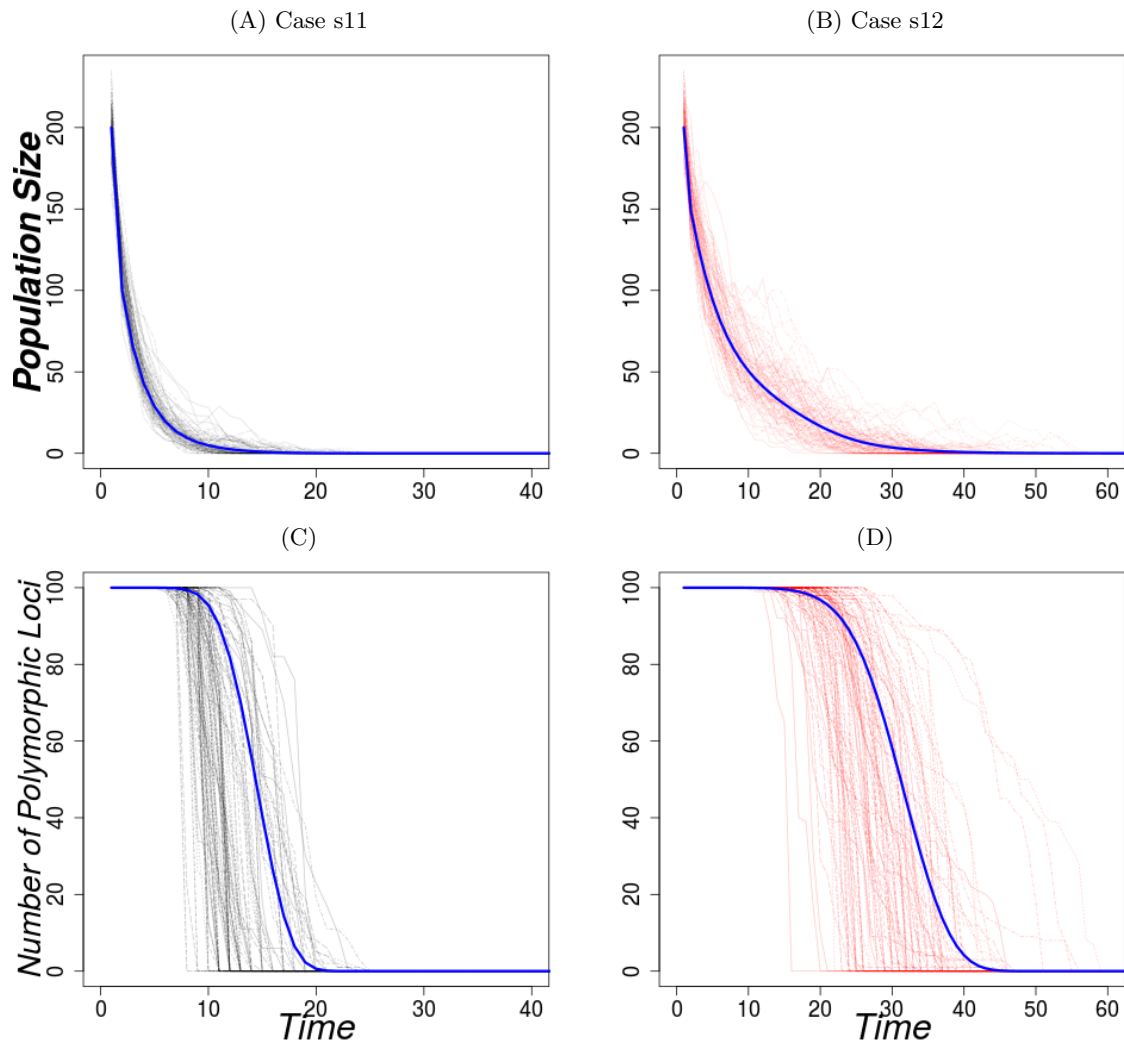 (A) Case s11
(B) Case s12
Population Size
0 50 100 150 200
0 10 20 30 40
0 50 100 150 200
0 10 20 30 40 50 60
(C)
(D)
Number of Polymorphic Loci
0 20 40 60 80 100
0 10 20 30 40
Time
0 20 40 60 80 100
0 10 20 30 40 50 60
Time